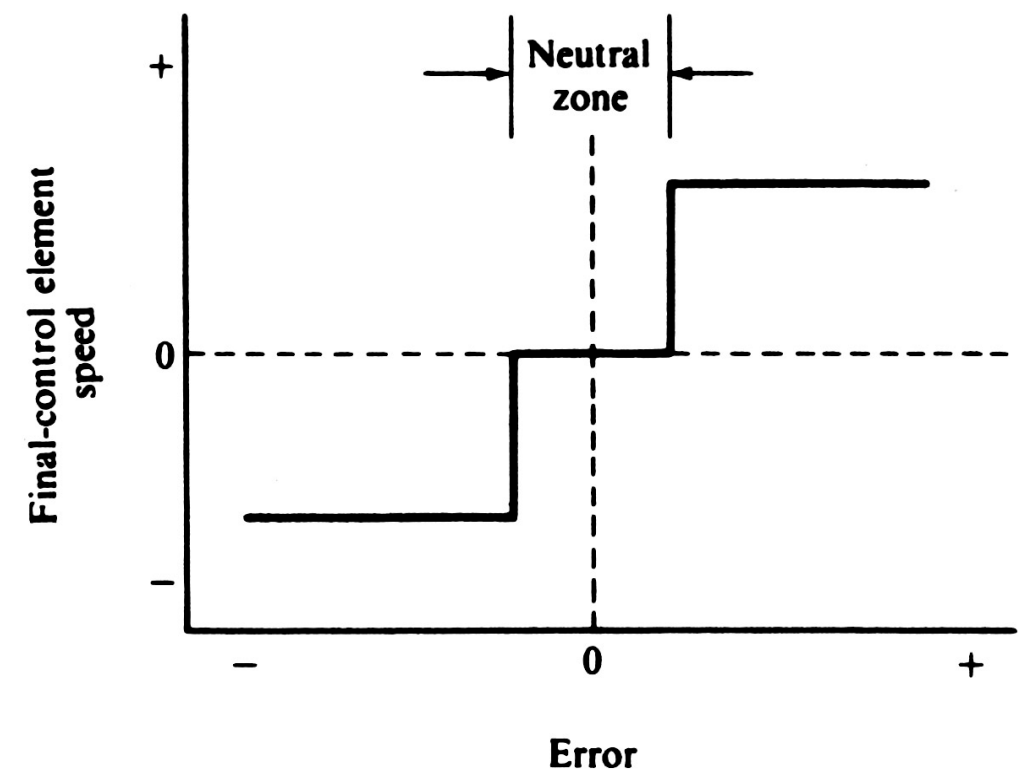 +
Neutral
zone
Final-control element
speed
0
−
−
0
+
Error